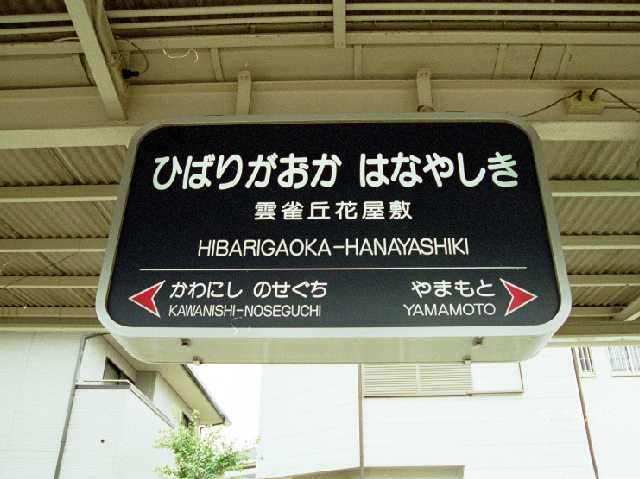 ひばりがおか はなやしき
雲雀丘花屋敷
HIBARIGAOKA-HANAYASHIKI
かわにし のせぐち
KAWANISHI-NOSEGUCHI
やまもと
YAMAMOTO